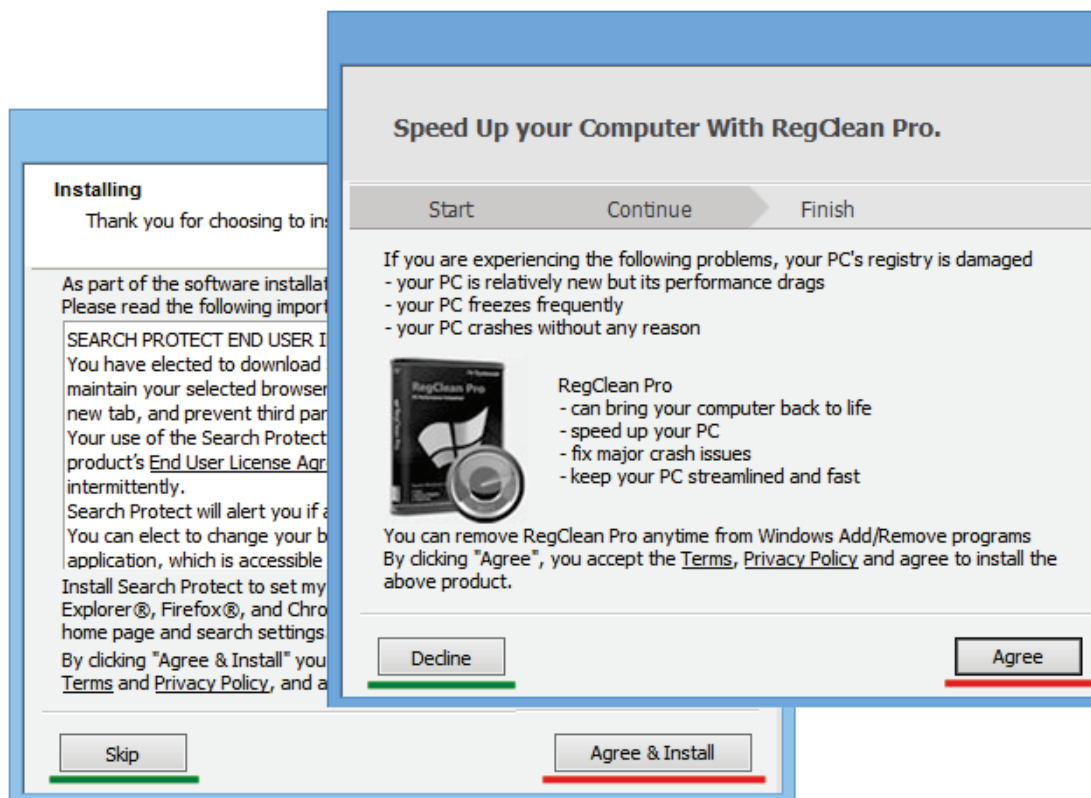 Speed Up your Computer With RegClean Pro.
Start Continue Finish
If you are experiencing the following problems, your PC's registry is damaged
- your PC is relatively new but its performance drags
- your PC freezes frequently
- your PC crashes without any reason
RegClean Pro
RegClean Pro
- can bring your computer back to life
- speed up your PC
- fix major crash issues
- keep your PC streamlined and fast
You can remove RegClean Pro anytime from Windows Add/Remove programs
By clicking "Agree", you accept the Terms, Privacy Policy and agree to install the
above product.
Decline
Agree
Installing
Thank you for choosing to
As part of the software
Please read the following
SEARCH PROTECT END USER
You have elected to download
maintain your selected browser
new tab, and prevent third
Your use of the Search Protect
product's End User License
intermittently.
Search Protect will alert you if
You can elect to change your
application, which is accessible
Install Search Protect to set my
Explorer®, Firefox®, and
home page and search settings
By clicking "Agree & Install" you
Terms and Privacy Policy, and
Skip
Agree & Install